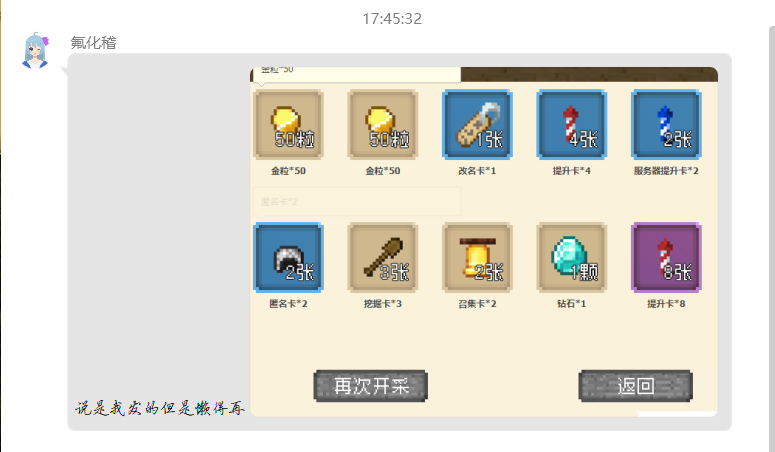 17:45:32
氟化稽
金粒*50
50粒
50粒
1张
4张
2张
金粒*50
金粒*50
改名卡*1
提升卡*4
服务器提升卡*2
匿名卡*2
2张
3张
2张
1颗
8张
匿名卡*2
挖掘卡*3
召集卡*2
钻石*1
提升卡*8
再次开采
返回
说是我发的但是懒得再